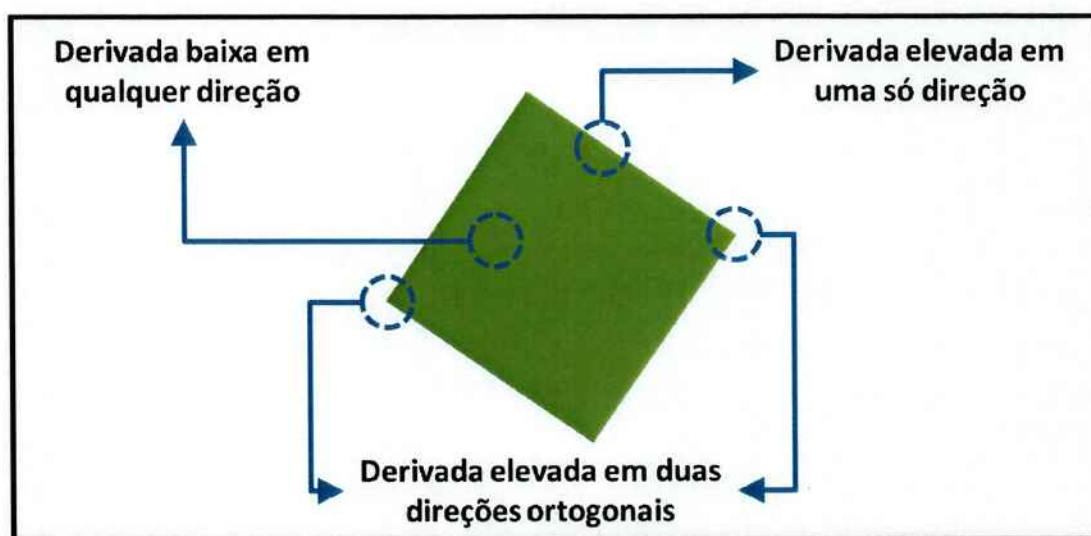 Derivada baixa em
qualquer direção
Derivada elevada em
uma só direção
Derivada elevada em duas
direções ortogonais